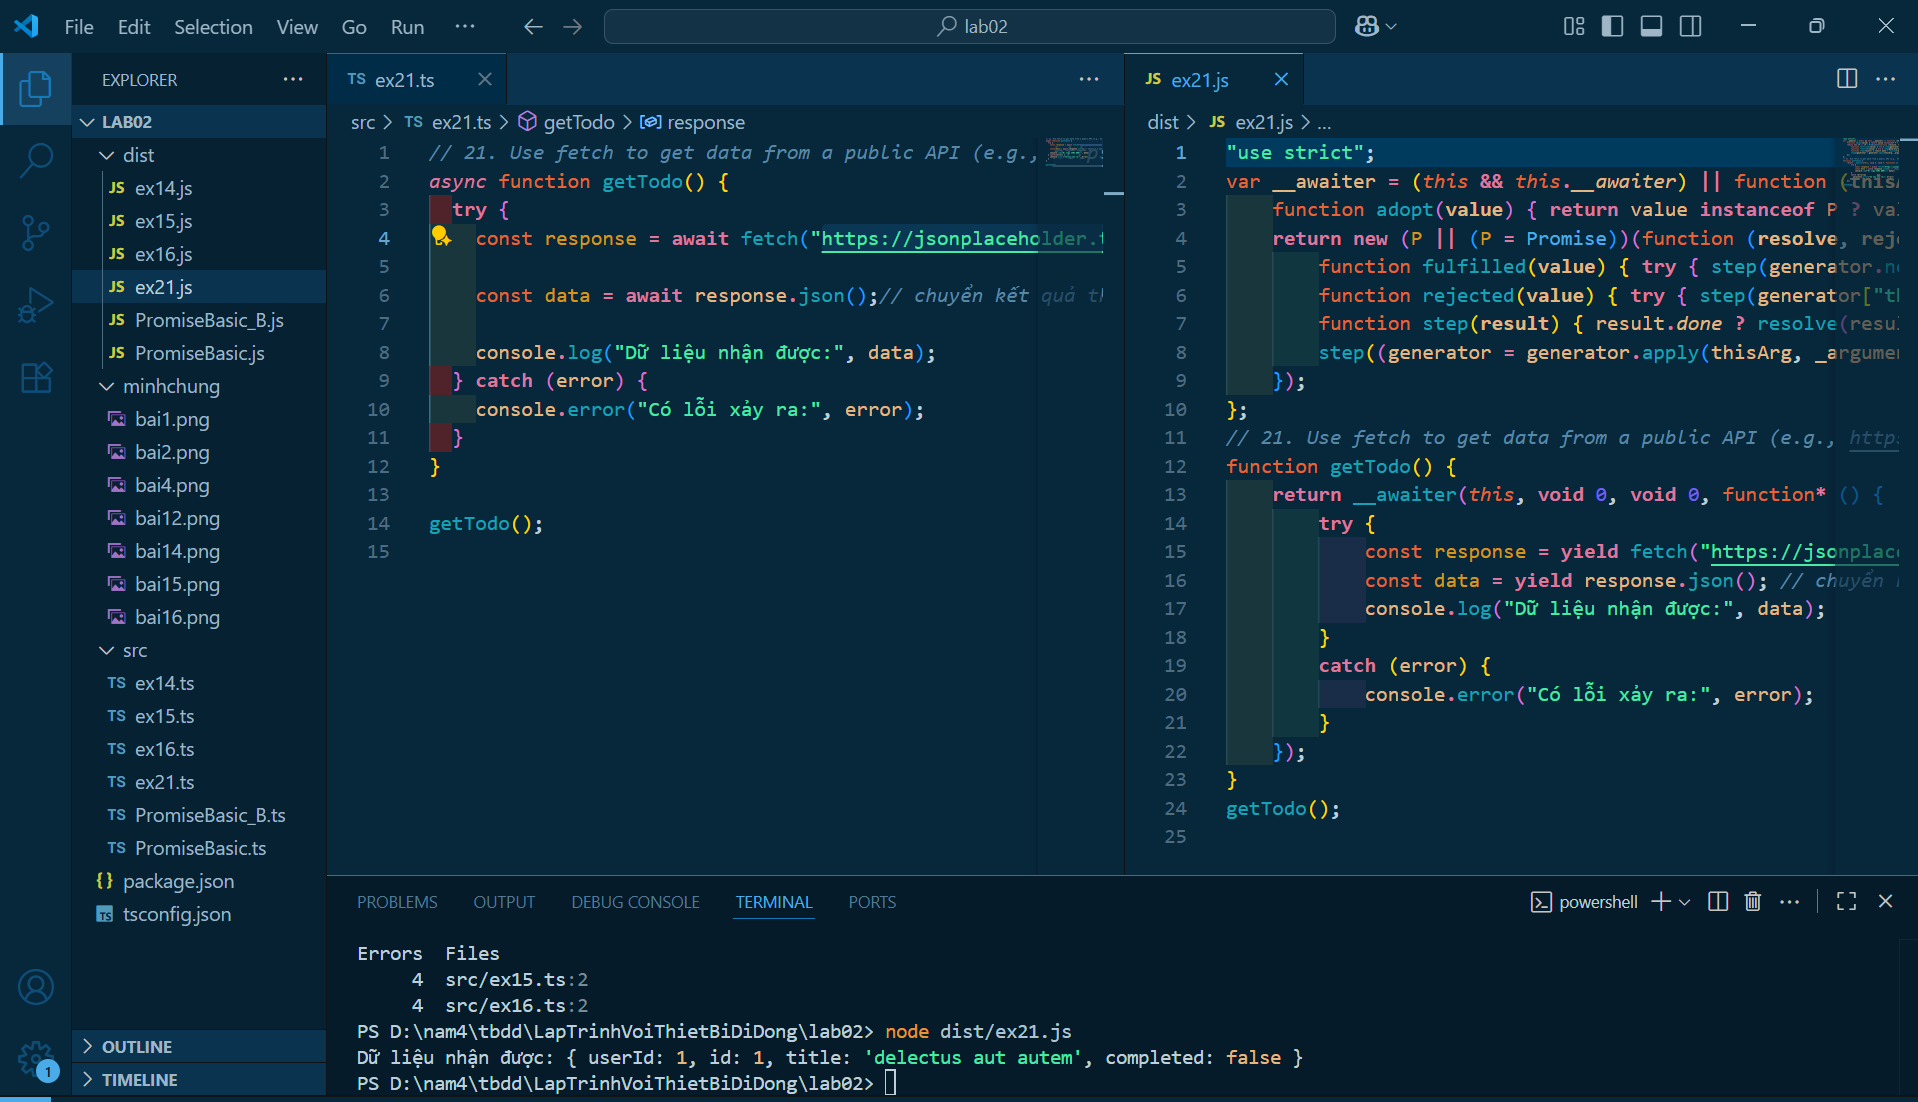 File Edit Selection View Go Run ··· lab02
EXPLORER ···
LAB02
dist
JS ex14.js
JS ex15.js
JS ex16.js
JS ex21.js
JS PromiseBasic_B.js
JS PromiseBasic.js
minhchung
bai1.png
bai2.png
bai4.png
bai12.png
bai14.png
bai15.png
bai16.png
src
TS ex14.ts
TS ex15.ts
TS ex16.ts
TS ex21.ts
TS PromiseBasic_B.ts
TS PromiseBasic.ts
{} package.json
TS tsconfig.json
OUTLINE
TIMELINE
1
TS ex21.ts
src > TS ex21.ts > getTodo > response
1 // 21. Use fetch to get data from a public API (e.g.,
2 async function getTodo() {
3 try {
4 const response = await fetch("https://jsonplaceholder.
5
6 const data = await response.json();// chuyển kết quả
7
8 console.log("Dữ liệu nhận được:", data);
9 } catch (error) {
10 console.error("Có lỗi xảy ra:", error);
11 }
12 }
13
14 getTodo();
15
JS ex21.js
dist > JS ex21.js > ...
1 "use strict";
2 var __awaiter = (this && this.__awaiter) || function (
3 function adopt(value) { return value instanceof P ?
4 return new (P || (P = Promise))(function (resolve,
5 function fulfilled(value) { try { step(generator.
6 function rejected(value) { try { step(generator["
7 function step(result) { result.done ? resolve(
8 step((generator = generator.apply(thisArg,
9 });
10 };
11 // 21. Use fetch to get data from a public API (e.g., https
12 function getTodo() {
13 return __awaiter(this, void 0, void 0, function* () {
14 try {
15 const response = yield fetch("https://jsonplac
16 const data = yield response.json(); // chuyển
17 console.log("Dữ liệu nhận được:", data);
18 }
19 catch (error) {
20 console.error("Có lỗi xảy ra:", error);
21 }
22 });
23 }
24 getTodo();
25
PROBLEMS OUTPUT DEBUG CONSOLE TERMINAL PORTS powershell
Errors Files
4 src/ex15.ts:2
4 src/ex16.ts:2
PS D:\nam4\tbdd\LapTrinhVoiThietBiDiDong\lab02> node dist/ex21.js
Dữ liệu nhận được: { userId: 1, id: 1, title: 'delectus aut autem', completed: false }
PS D:\nam4\tbdd\LapTrinhVoiThietBiDiDong\lab02>